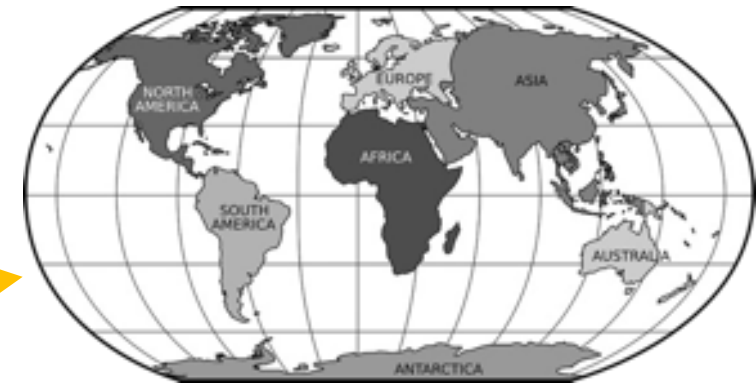 NORTH
AMERICA
EUROPE
ASIA
AFRICA
SOUTH
AMERICA
AUSTRALIA
ANTARCTICA